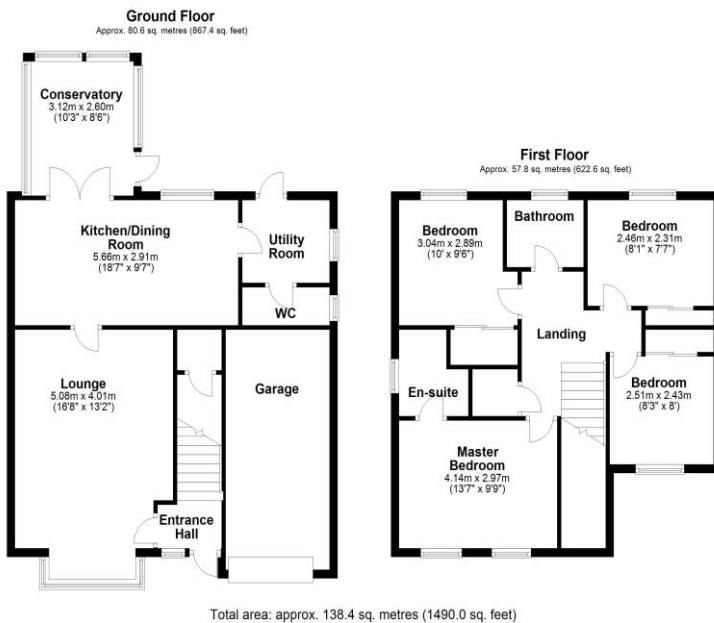 Ground Floor
Approx. 80.6 sq. metres (867.4 sq. feet)
Conservatory
3.12m x 2.60m
(10'3" x 8'6")
Kitchen/Dining
Room
5.66m x 2.91m
(18'7" x 9'7")
Utility
Room
WC
Lounge
5.08m x 4.01m
(16'8" x 13'2")
Garage
Entrance
Hall
First Floor
Approx. 57.8 sq. metres (622.6 sq. feet)
Bedroom
3.04m x 2.89m
(10' x 9'6")
Bathroom
Bedroom
2.46m x 2.31m
(8'1" x 7'7")
Landing
En-suite
Bedroom
2.51m x 2.43m
(8'3" x 8')
Master
Bedroom
4.14m x 2.97m
(13'7" x 9'9")
Total area: approx. 138.4 sq. metres (1490.0 sq. feet)